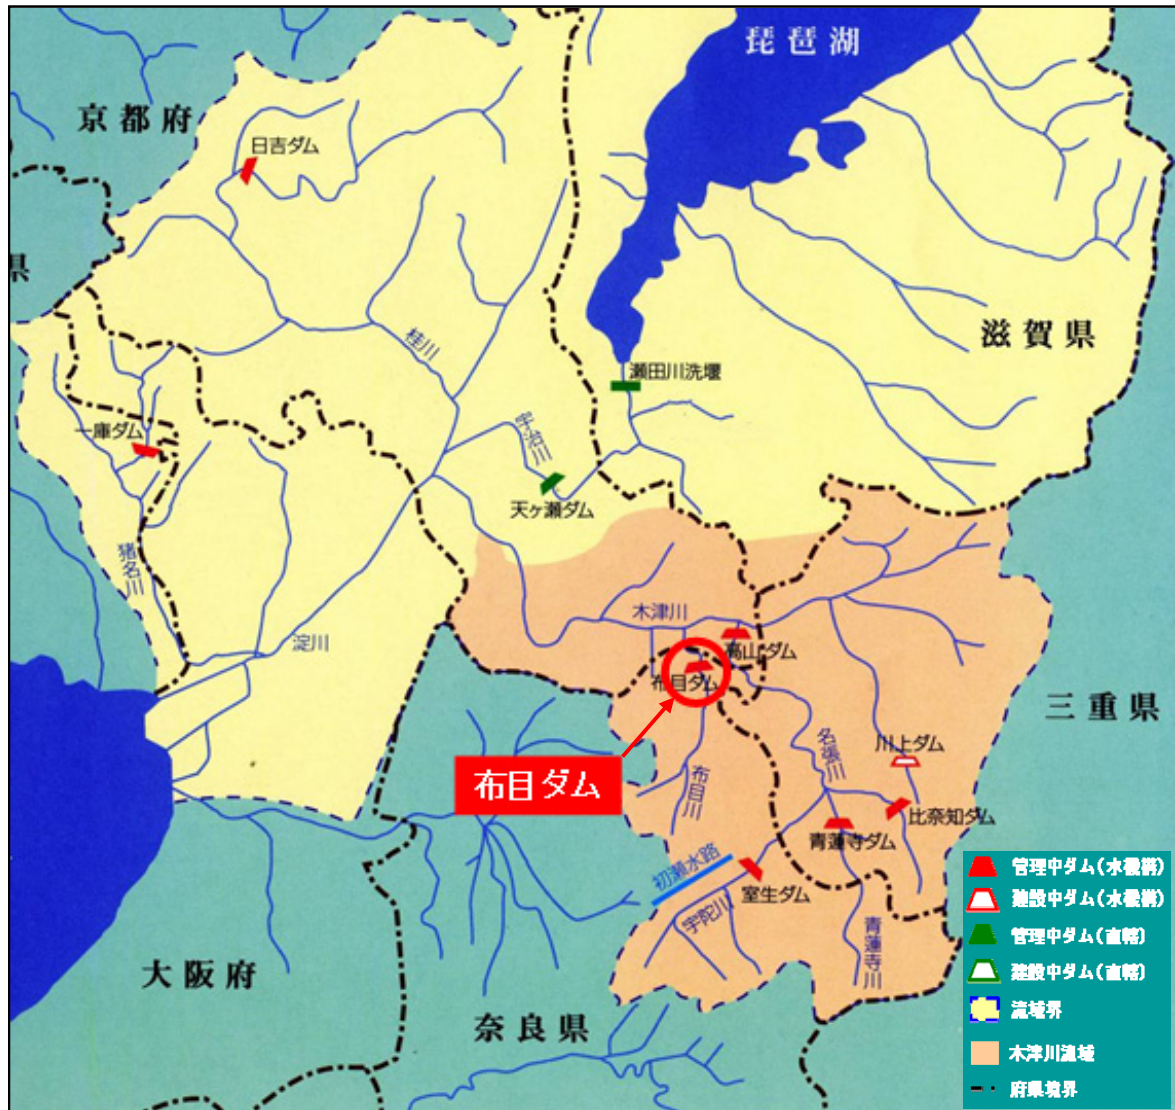 琵琶湖
京都府
日吉ダム
県
桂川
滋賀県
瀬田川洗堰
宇治川
一庫ダム
天ヶ瀬ダム
猪名川
木津川
淀川
高山ダム
布目ダム
三重県
名張川
川上ダム
布目ダム
布目川
比奈知ダム
青蓮寺ダム
初瀬水路
室生ダム
宇陀川
青蓮寺川
大阪府
奈良県
管理中ダム(水機構)
建設中ダム(水機構)
管理中ダム(直轄)
建設中ダム(直轄)
流域界
木津川流域
府県境界